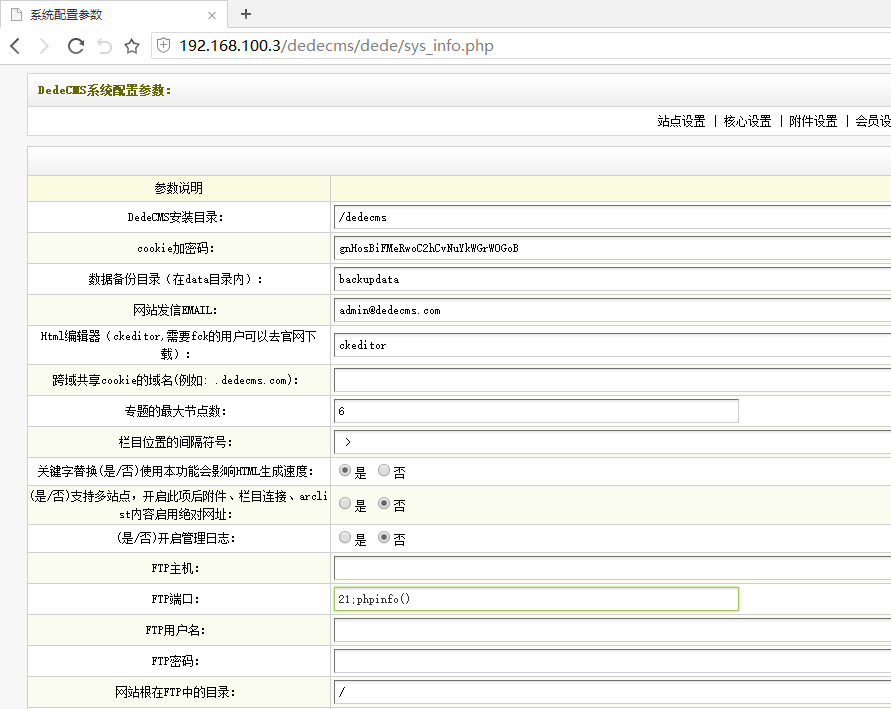 系统配置参数
192.168.100.3/dedecms/dede/sys_info.php
DedeCMS系统配置参数:
站点设置 | 核心设置 | 附件设置 | 会员设
参数说明
DedeCMS安装目录: /dedecms
cookie加密码: gnHosBiFMeRwoC2hCvNuYkWGrWOGoB
数据备份目录（在data目录内）: backupdata
网站发信EMAIL: admin@dedecms.com
Html编辑器（ckeditor,需要fck的用户可以去官网下
载）: ckeditor
跨域共享cookie的域名(例如: .dedecms.com):
专题的最大节点数: 6
栏目位置的间隔符号: >
关键字替换(是/否)使用本功能会影响HTML生成速度: 是 否
(是/否)支持多站点，开启此项后附件、栏目连接、arcli
st内容启用绝对网址: 是 否
(是/否)开启管理日志: 是 否
FTP主机:
FTP端口: 21;phpinfo()
FTP用户名:
FTP密码:
网站根在FTP中的目录: /